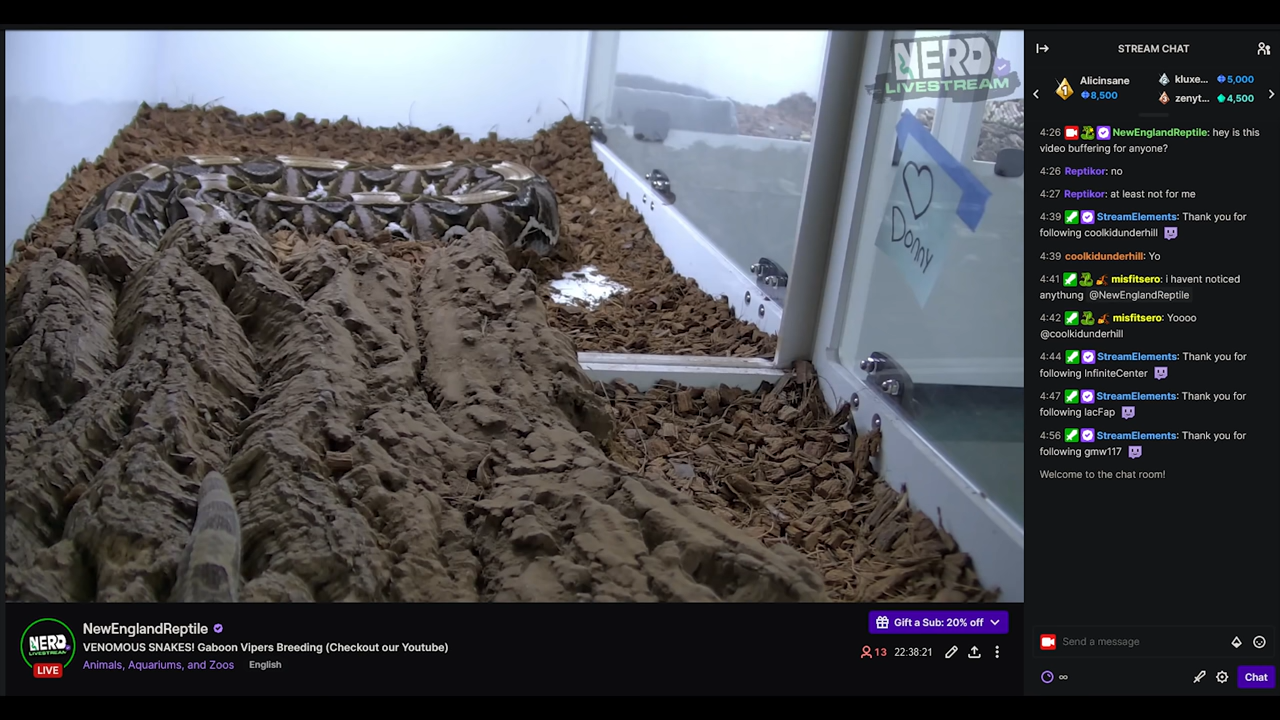 NERD
LIVESTREAM
Donny
NERD
LIVESTREAM
LIVE
NewEnglandReptile
VENOMOUS SNAKES! Gaboon Vipers Breeding (Checkout our Youtube)
Animals, Aquariums, and Zoos English
Gift a Sub: 20% off
13 22:38:21
STREAM CHAT
1 Alicinsane
8,500
kluxe... 5,000
zenyt... 4,500
4:26 NewEnglandReptile: hey is this
video buffering for anyone?
4:26 Reptikor: no
4:27 Reptikor: at least not for me
4:39 StreamElements: Thank you for
following coolkidunderhill
4:39 coolkidunderhill: Yo
4:41 misfitsero: i havent noticed
anythung @NewEnglandReptile
4:42 misfitsero: Yoooo
@coolkidunderhill
4:44 StreamElements: Thank you for
following InfiniteCenter
4:47 StreamElements: Thank you for
following lacFap
4:56 StreamElements: Thank you for
following gmw117
Welcome to the chat room!
Send a message
∞
Chat